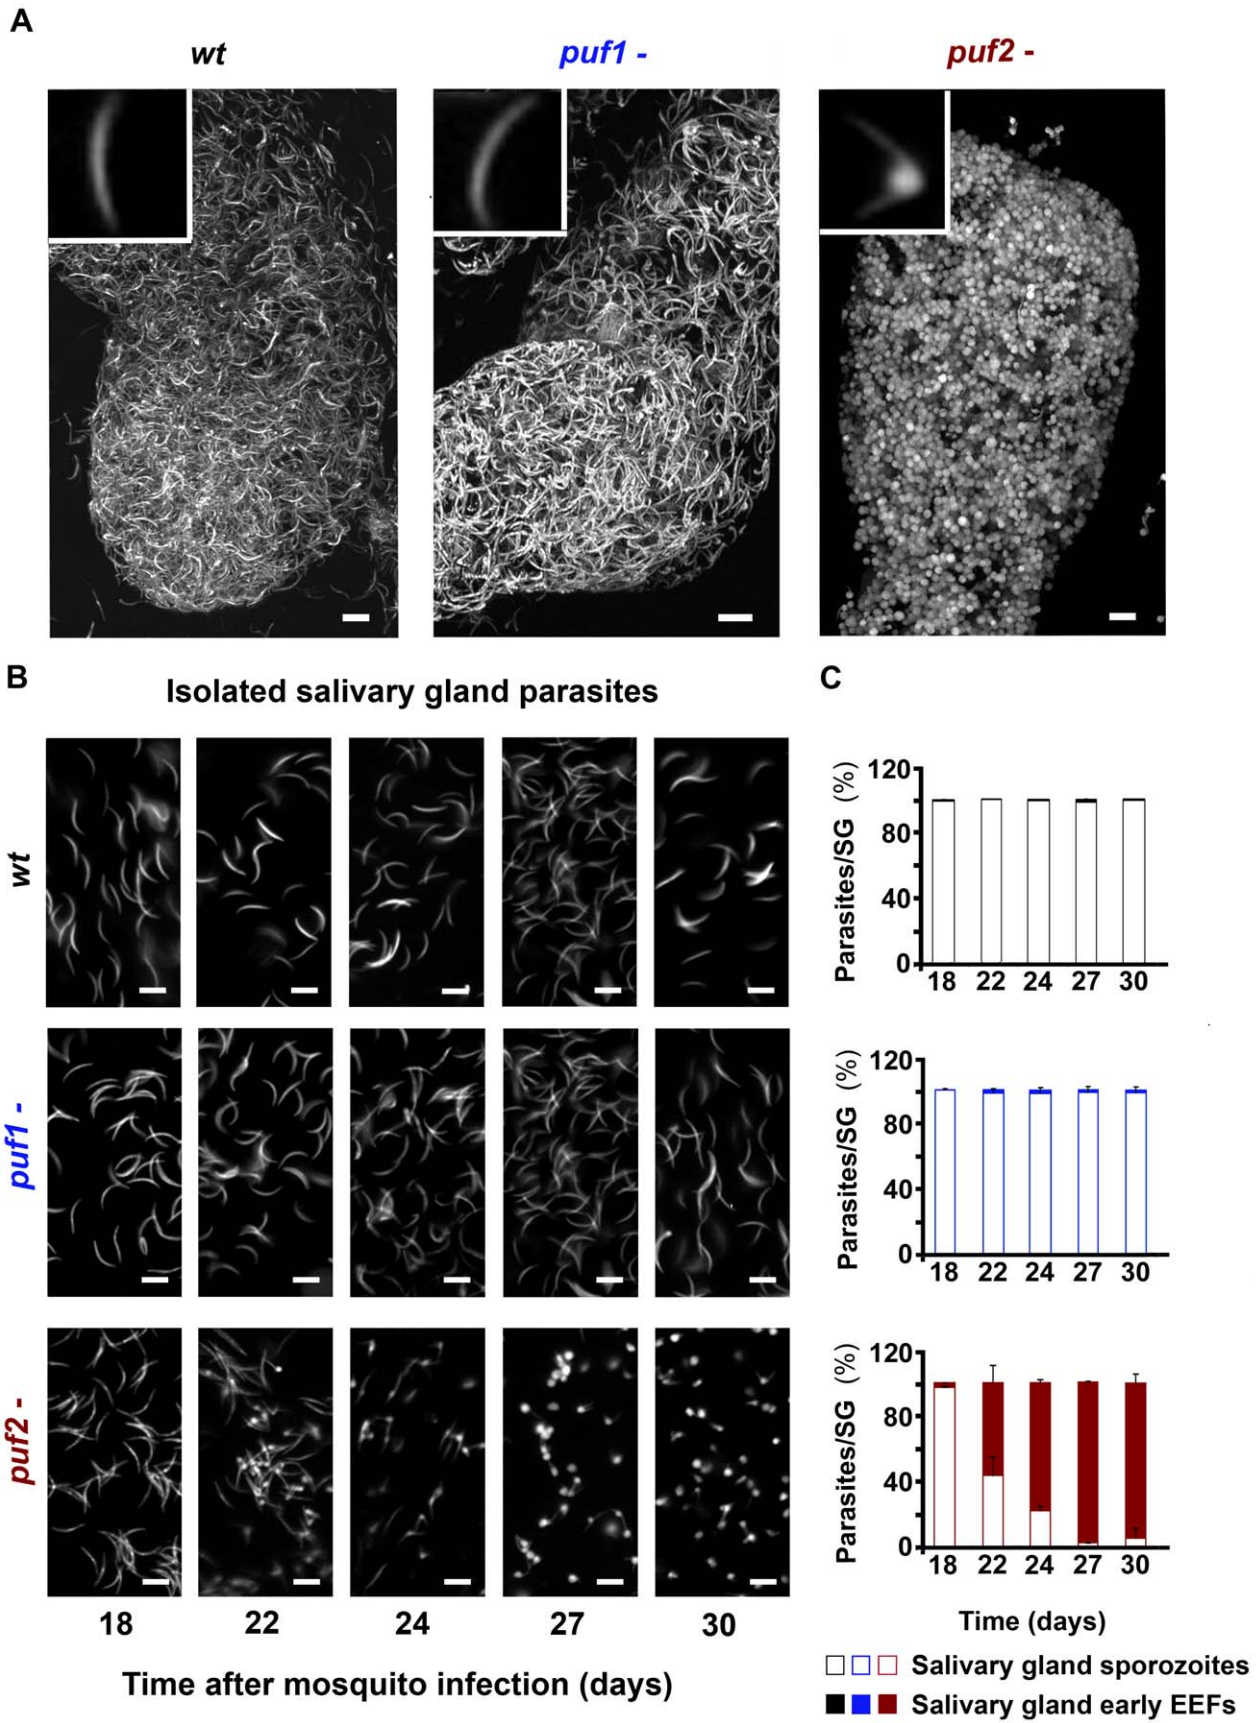 A
wt
puf1 -
puf2 -
B
Isolated salivary gland parasites
C
wt
puf1 -
puf2 -
18
22
24
27
30
Time after mosquito infection (days)
Parasites/SG (%)
120
80
40
0
18 22 24 27 30
Parasites/SG (%)
120
80
40
0
18 22 24 27 30
Parasites/SG (%)
120
80
40
0
18 22 24 27 30
Time (days)
Salivary gland sporozoites
Salivary gland early EEFs